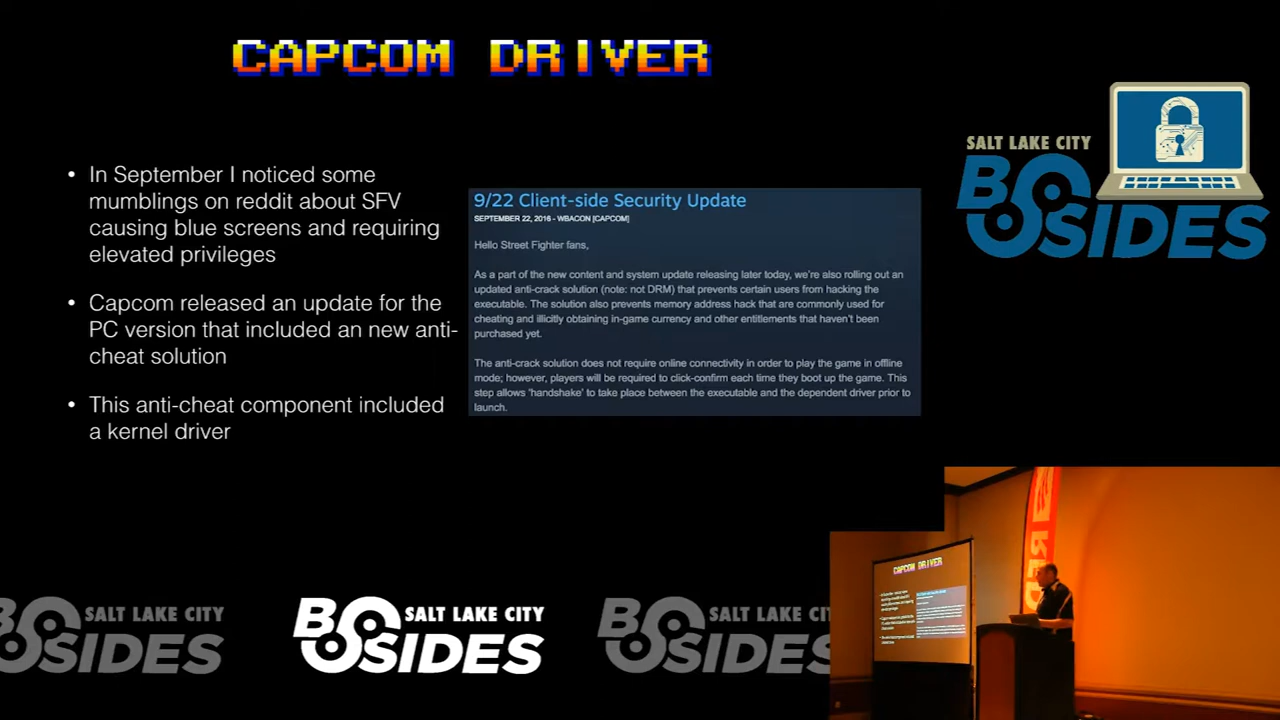 CAPCOM DRIVER
In September I noticed some
mumblings on reddit about SFV
causing blue screens and requiring
elevated privileges
Capcom released an update for the
PC version that included an new anti-
cheat solution
This anti-cheat component included
a kernel driver
9/22 Client-side Security Update
SEPTEMBER 22, 2016 - WBACON [CAPCOM]
Hello Street Fighter fans,
As a part of the new content and system update releasing later today, we're also rolling out an
updated anti-crack solution (note: not DRM) that prevents certain users from hacking the
executable. The solution also prevents memory address hack that are commonly used for
cheating and illicitly obtaining in-game currency and other entitlements that haven't been
purchased yet.
The anti-crack solution does not require online connectivity in order to play the game in offline
mode; however, players will be required to click-confirm each time they boot up the game. This
step allows 'handshake' to take place between the executable and the dependent driver prior to
launch.
SALT LAKE CITY
BSIDES
SALT LAKE CITY
BSIDES
SALT LAKE CITY
BSIDES
SALT LAKE CITY
BSIDES
CAPCOM DRIVER
RED